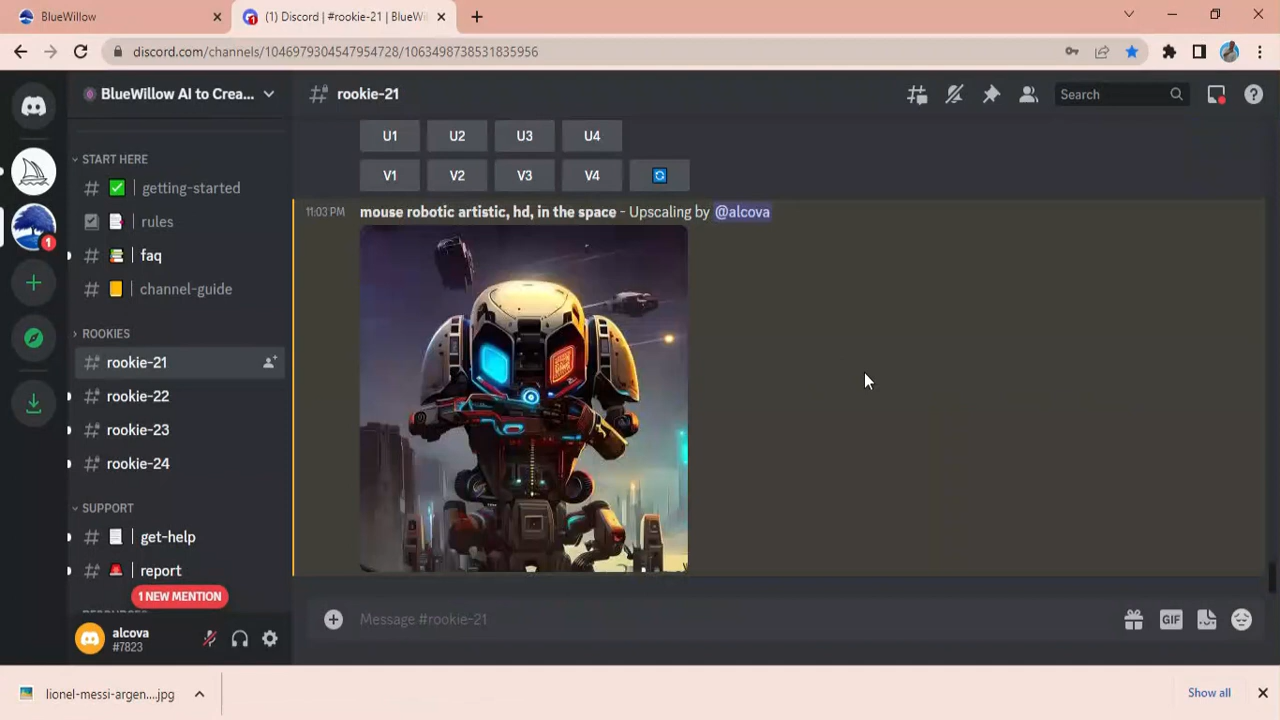 BlueWillow
(1) Discord | #rookie-21 | BlueWi
discord.com/channels/1046979304547954728/1063498738531835956
BlueWillow AI to Crea...
rookie-21
Search
U1 U2 U3 U4
V1 V2 V3 V4
START HERE
getting-started
rules
faq
channel-guide
ROOKIES
rookie-21
rookie-22
rookie-23
rookie-24
SUPPORT
get-help
report
1 NEW MENTION
alcova
#7823
1
11:03 PM mouse robotic artistic, hd, in the space - Upscaling by @alcova
Message #rookie-21
GIF
lionel-messi-argen....jpg
Show all